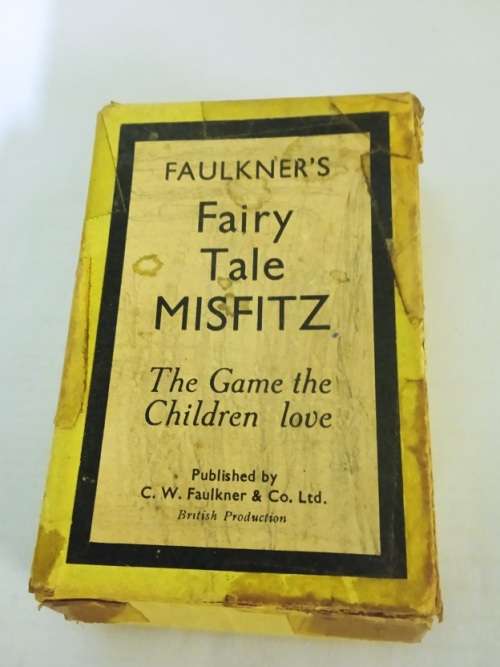 FAULKNER'S
Fairy
Tale
MISFITZ
The Game the
Children love
Published by
C. W. Faulkner & Co. Ltd.
British Production